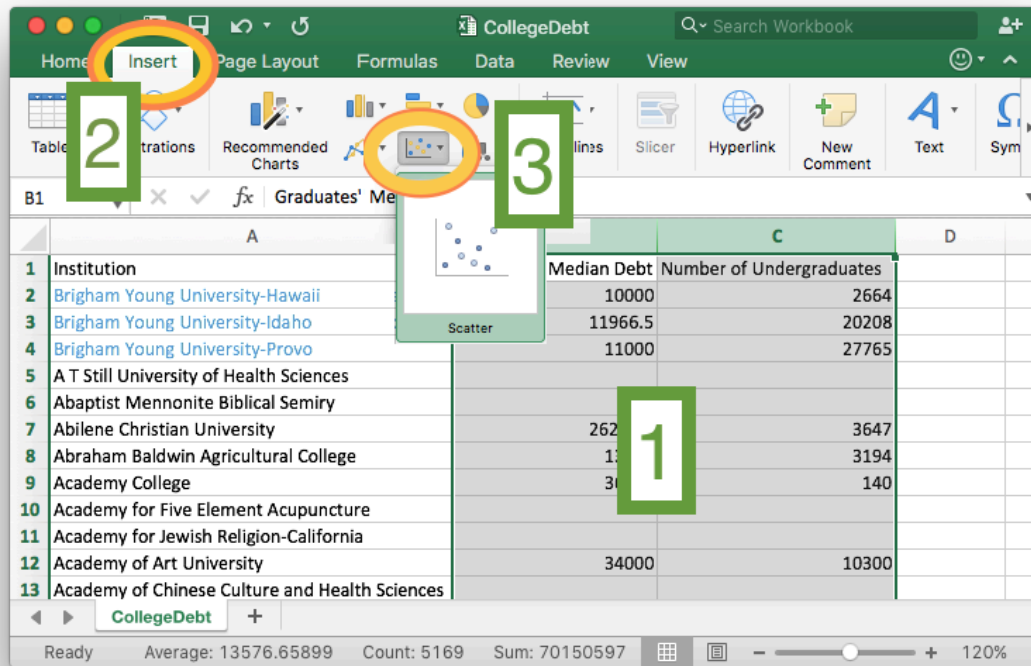 CollegeDebt
Search Workbook
Home Insert Page Layout Formulas Data Review View
Recommended Charts
Slicer
Hyperlink
New Comment
Text
2
3
B1 fx Graduates'
A C D
1 Institution Median Debt Number of Undergraduates
2 Brigham Young University-Hawaii 10000 2664
3 Brigham Young University-Idaho 11966.5 20208
4 Brigham Young University-Provo 11000 27765
Scatter
5 A T Still University of Health Sciences
6 Abaptist Mennonite Biblical Semiry
7 Abilene Christian University 3647
8 Abraham Baldwin Agricultural College 3194
9 Academy College 140
1
10 Academy for Five Element Acupuncture
11 Academy for Jewish Religion-California
12 Academy of Art University 34000 10300
13 Academy of Chinese Culture and Health Sciences
CollegeDebt +
Ready Average: 13576.65899 Count: 5169 Sum: 70150597 120%